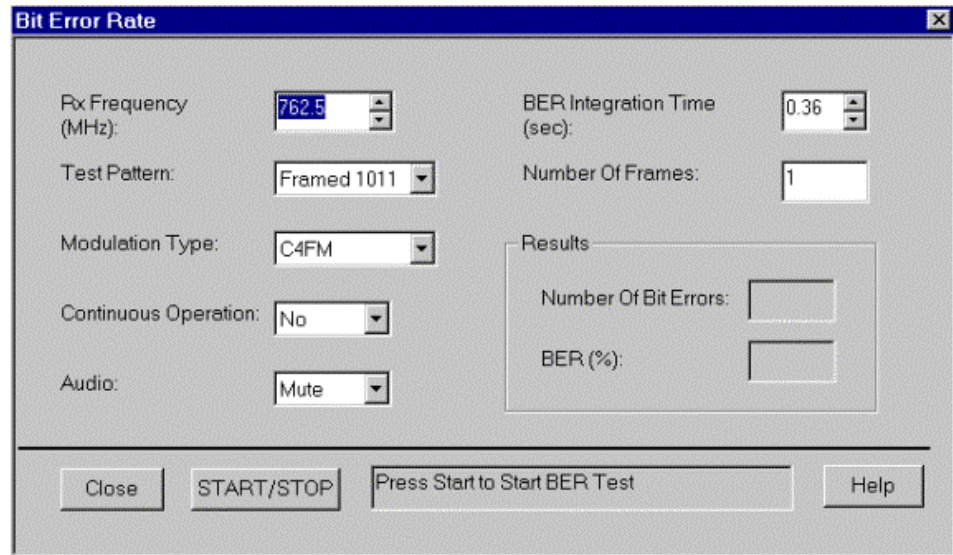 Bit Error Rate
Rx Frequency
(MHz):
762.5
BER Integration Time
(sec):
0.36
Test Pattern:
Framed 1011
Number Of Frames:
1
Modulation Type:
C4FM
Results
Number Of Bit Errors:
Continuous Operation:
No
BER (%):
Audio:
Mute
Close
START/STOP
Press Start to Start BER Test
Help